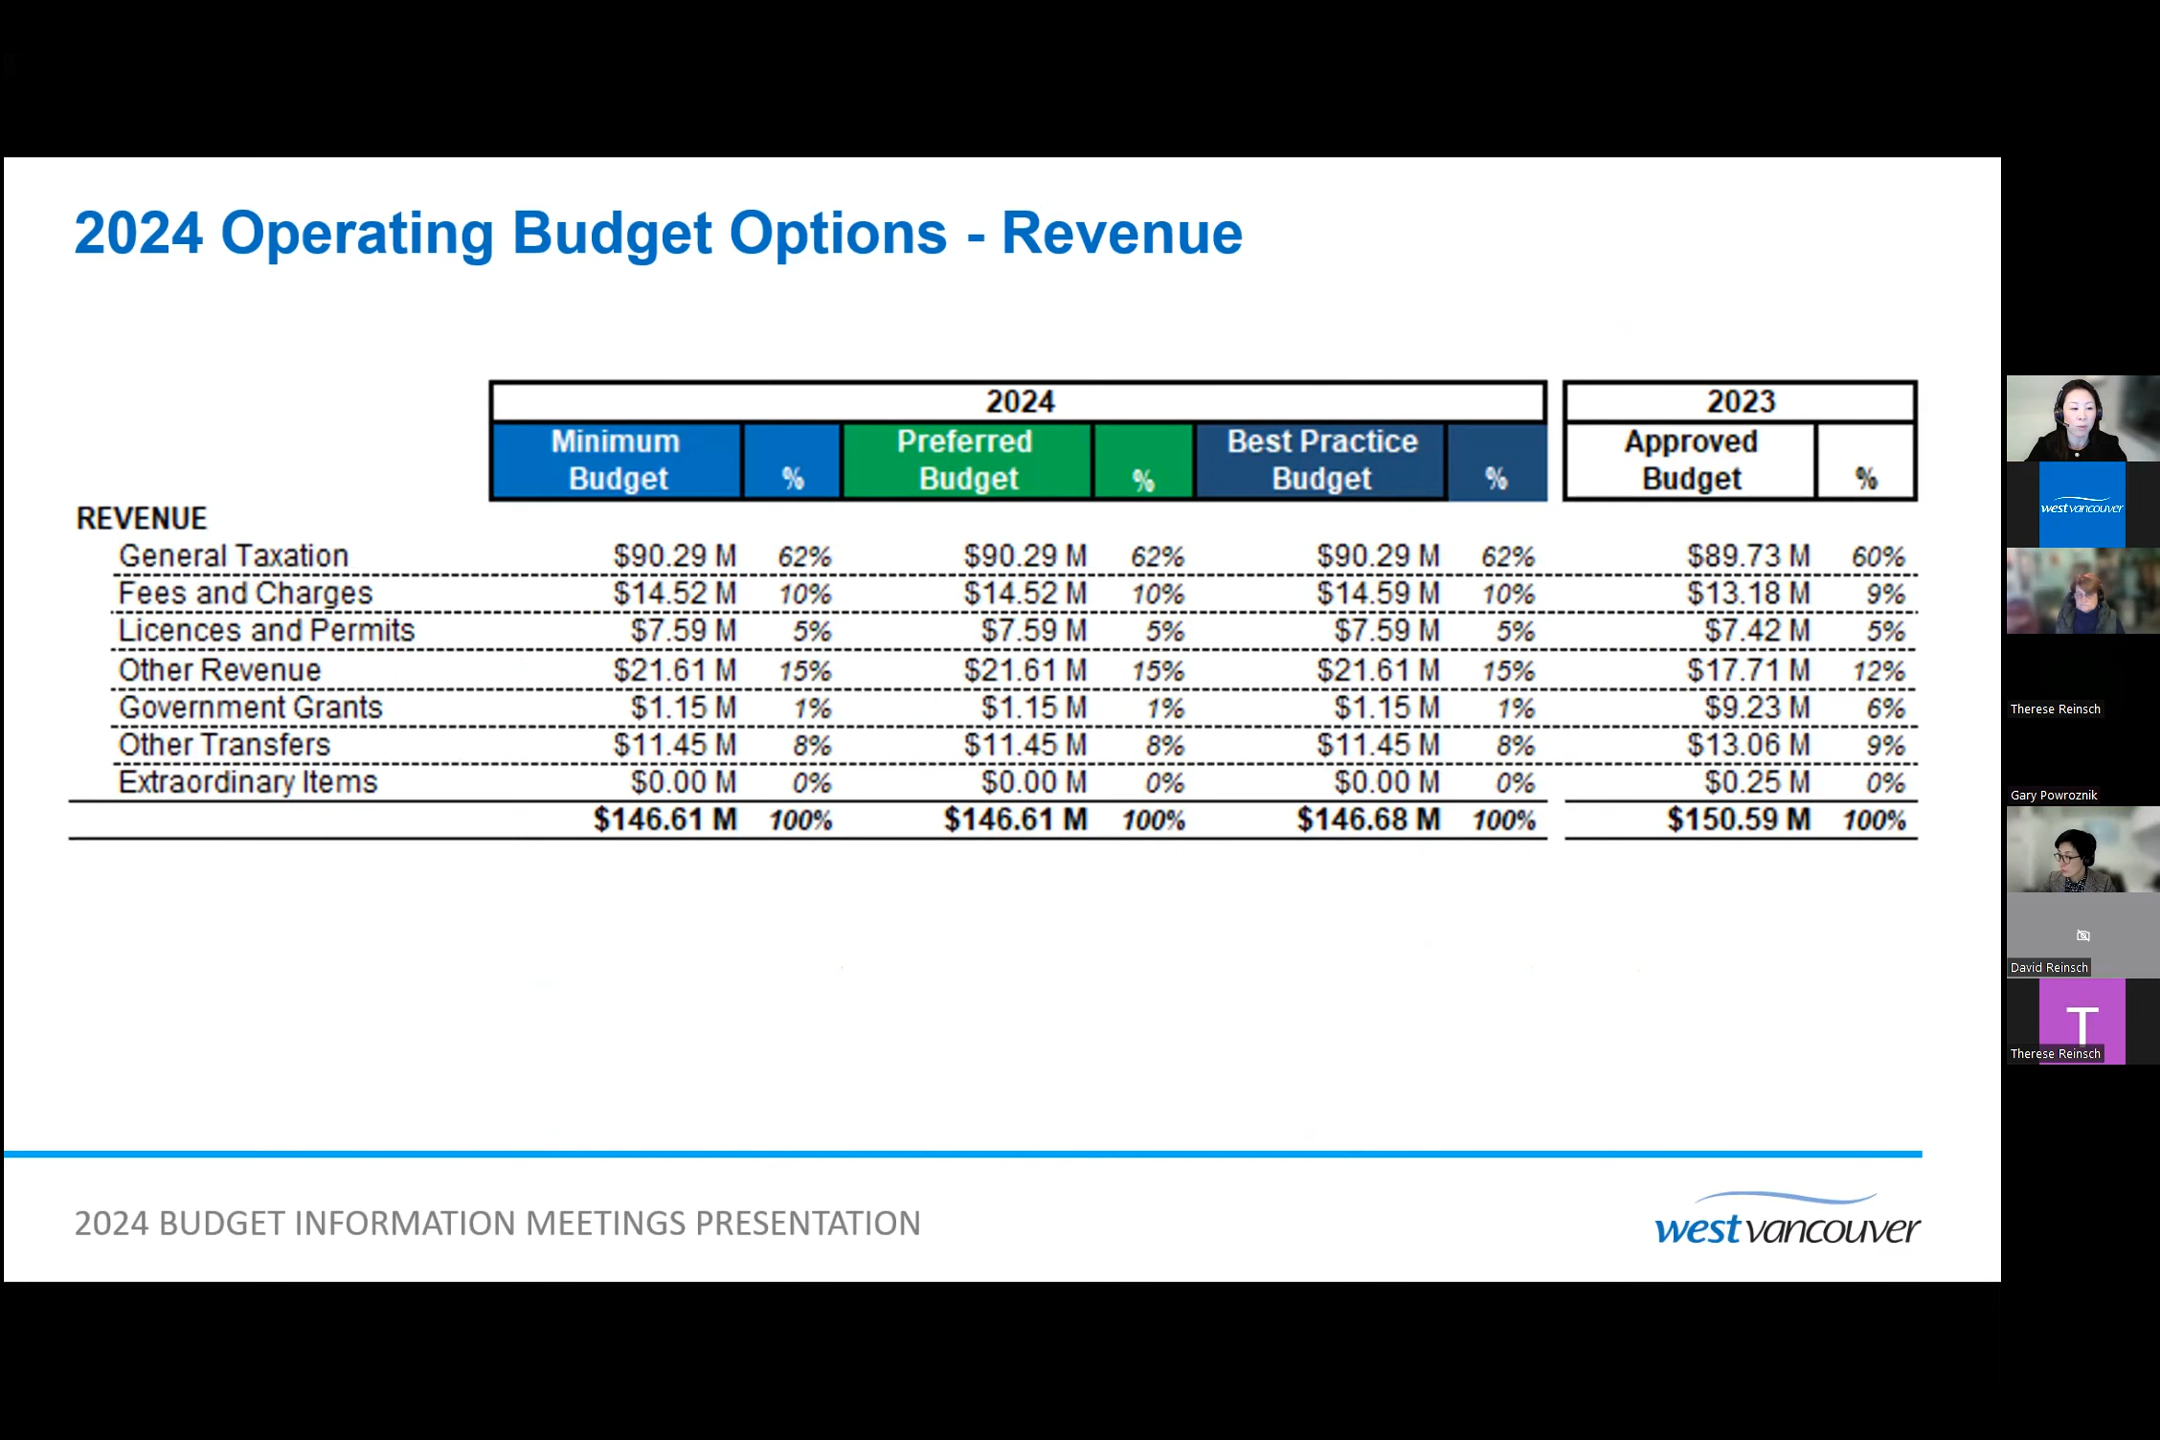 2024 Operating Budget Options - Revenue
2024 2023
Minimum Budget % Preferred Budget % Best Practice Budget % Approved Budget %
REVENUE
General Taxation $90.29 M 62% $90.29 M 62% $90.29 M 62% $89.73 M 60%
Fees and Charges $14.52 M 10% $14.52 M 10% $14.59 M 10% $13.18 M 9%
Licences and Permits $7.59 M 5% $7.59 M 5% $7.59 M 5% $7.42 M 5%
Other Revenue $21.61 M 15% $21.61 M 15% $21.61 M 15% $17.71 M 12%
Government Grants $1.15 M 1% $1.15 M 1% $1.15 M 1% $9.23 M 6%
Other Transfers $11.45 M 8% $11.45 M 8% $11.45 M 8% $13.06 M 9%
Extraordinary Items $0.00 M 0% $0.00 M 0% $0.00 M 0% $0.25 M 0%
$146.61 M 100% $146.61 M 100% $146.68 M 100% $150.59 M 100%
2024 BUDGET INFORMATION MEETINGS PRESENTATION
westvancouver
westvancouver
Therese Reinsch
Gary Powroznik
David Reinsch
T
Therese Reinsch